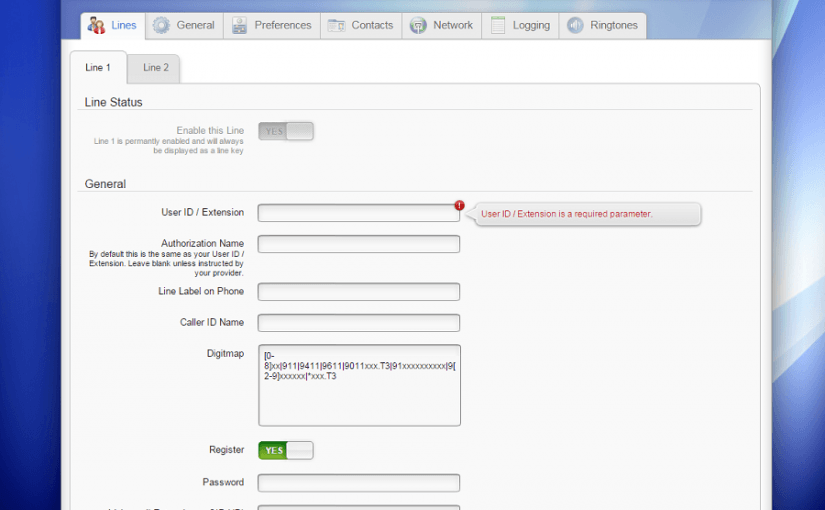 Lines General Preferences Contacts Network Logging Ringtones
Line 1 Line 2
Line Status
Enable this Line YES
Line 1 is permantly enabled and will always
be displayed as a line key
General
User ID / Extension ! User ID / Extension is a required parameter.
Authorization Name
By default this is the same as your User ID /
Extension. Leave blank unless instructed by
your provider.
Line Label on Phone
Caller ID Name
Digitmap [0-
8]xx|911|9411|9611|9011xxx.T3|91xxxxxxxxxx|9[
2-9]xxxxxx|*xxx.T3
Register YES
Password